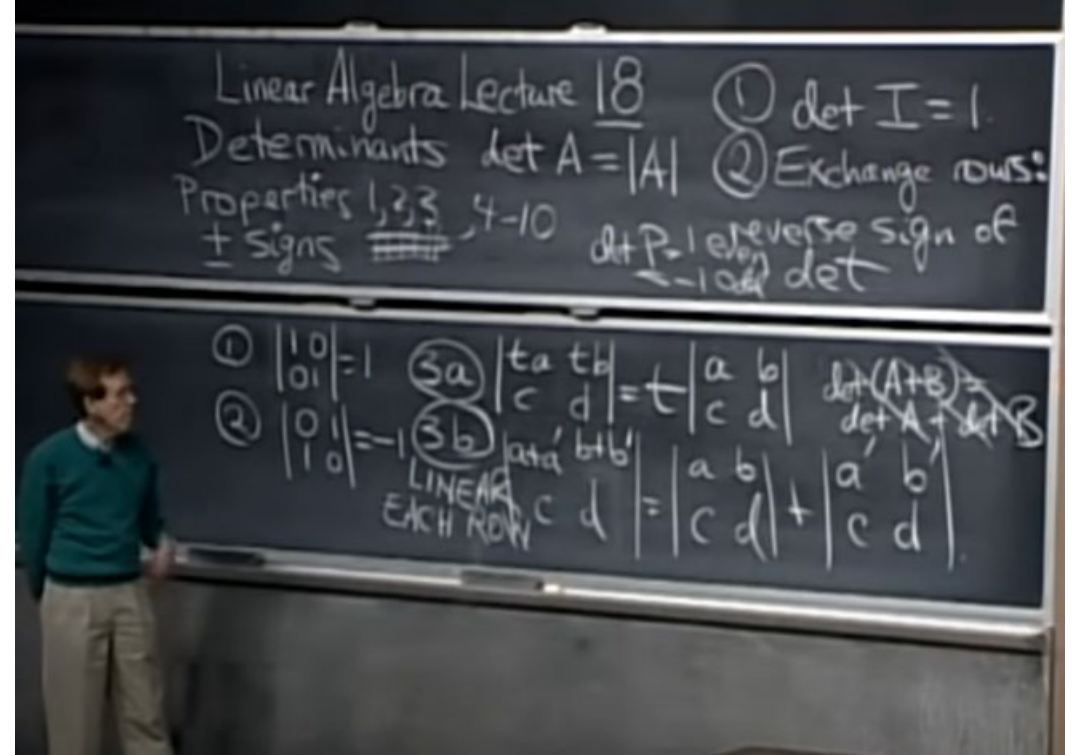 Linear Algebra Lecture 18
Determinants det A = |A|
Properties 1,2,3, 4-10
± signs
① det I = 1.
② Exchange rows:
reverse sign of
det
det P = 1 even
= -1 odd
① |1 0|
|0 1| = 1
② |0 1|
|1 0| = -1
3a |ta tb|
|c d| = t |a b|
|c d|
3b |a+a' b+b'|
|c d| = |a b|
|c d| + |a' b'|
|c d|.
LINEAR
EACH ROW
det(A+B) =
det A + det B